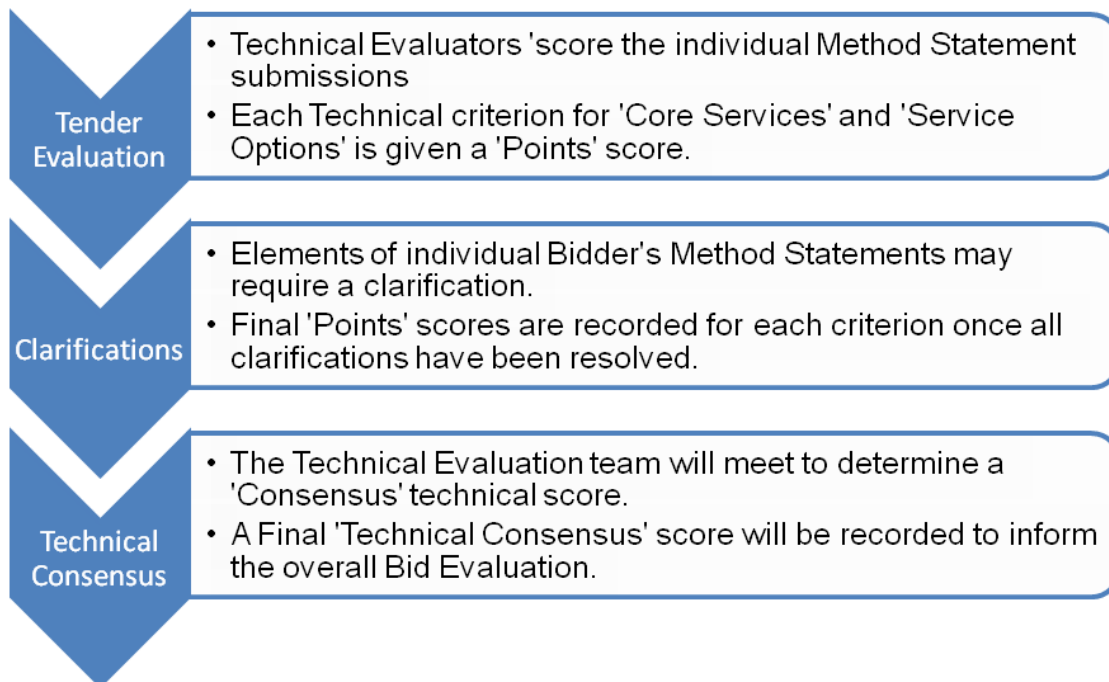 Tender
Evaluation
• Technical Evaluators 'score the individual Method Statement
submissions
• Each Technical criterion for 'Core Services' and 'Service
Options' is given a 'Points' score.
Clarifications
• Elements of individual Bidder's Method Statements may
require a clarification.
• Final 'Points' scores are recorded for each criterion once all
clarifications have been resolved.
Technical
Consensus
• The Technical Evaluation team will meet to determine a
'Consensus' technical score.
• A Final 'Technical Consensus' score will be recorded to inform
the overall Bid Evaluation.